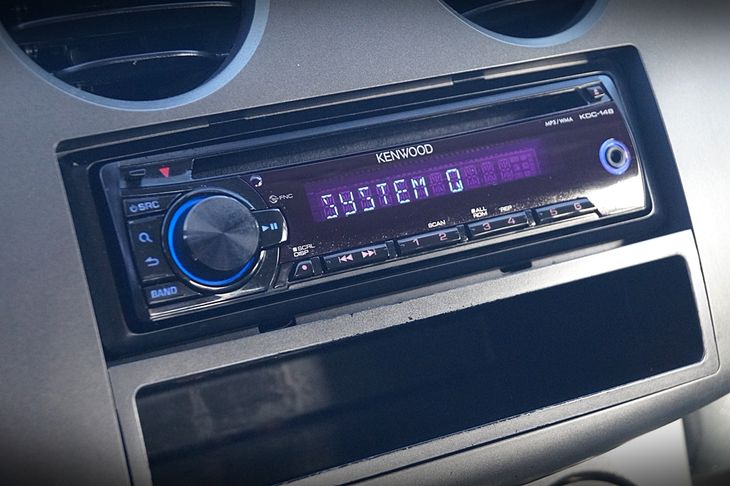 MP3/WMA KDC-148
KENWOOD
FNC
SYSTEM Q
SRC
SCRL
DISP
SCAN
1 2
ALL
RDM REP
3 4
5 6
BAND